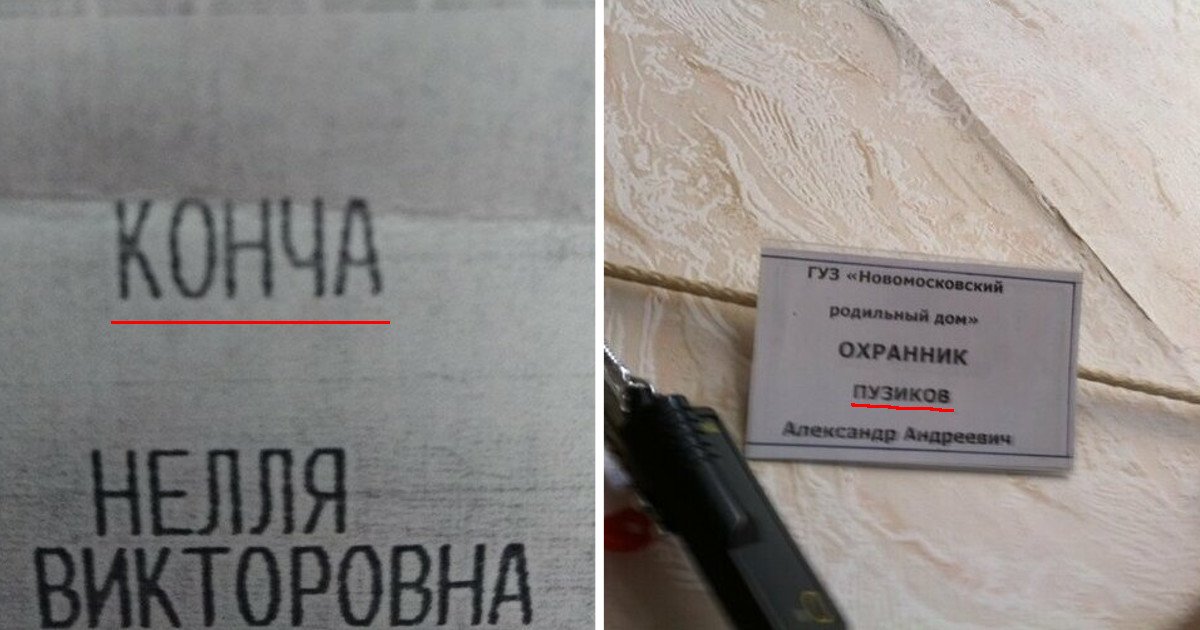 КОНЧА
НЕЛЛЯ
ВИКТОРОВНА
ГУЗ «Новомосковский
родильный дом»
ОХРАННИК
ПУЗИКОВ
Александр Андреевич